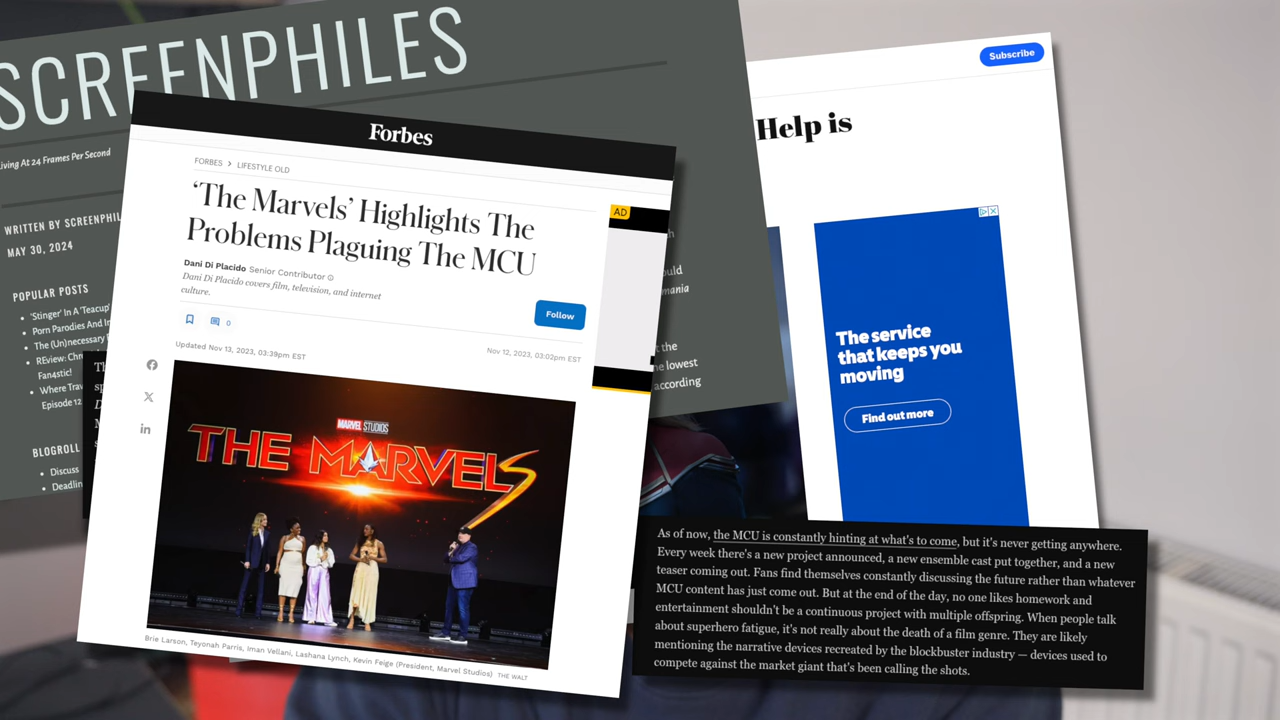 SCREENPHILES
iving At 24 Frames Per Second
WRITTEN BY SCREENPHIL
MAY 30, 2024
POPULAR POSTS
'Stinger' In A 'Teacup'
Porn Parodies And
The (Un)necessary
REview:
Fan4stic!
Where
Episode 12
BLOGROLL
Discuss
Forbes
FORBES > LIFESTYLE OLD
'The Marvels' Highlights The
Problems Plaguing The MCU
Dani Di Placido Senior Contributor
Dani Di Placido covers film, television, and internet
culture.
Follow
0
Updated Nov 13, 2023, 03:39pm EST
Nov 12, 2023, 03:02pm EST
MARVEL STUDIOS
THE MARVELS
Brie Larson, Teyonah Parris, Iman Vellani, Lashana Lynch, Kevin Feige (President, Marvel Studios) THE WALT
AD
the
e lowest
according
Subscribe
Help is
The service
that keeps you
moving
Find out more
As of now, the MCU is constantly hinting at what's to come, but it's never getting anywhere.
Every week there's a new project announced, a new ensemble cast put together, and a new
teaser coming out. Fans find themselves constantly discussing the future rather than whatever
MCU content has just come out. But at the end of the day, no one likes homework and
entertainment shouldn't be a continuous project with multiple offspring. When people talk
about superhero fatigue, it's not really about the death of a film genre. They are likely
mentioning the narrative devices recreated by the blockbuster industry — devices used to
compete against the market giant that's been calling the shots.